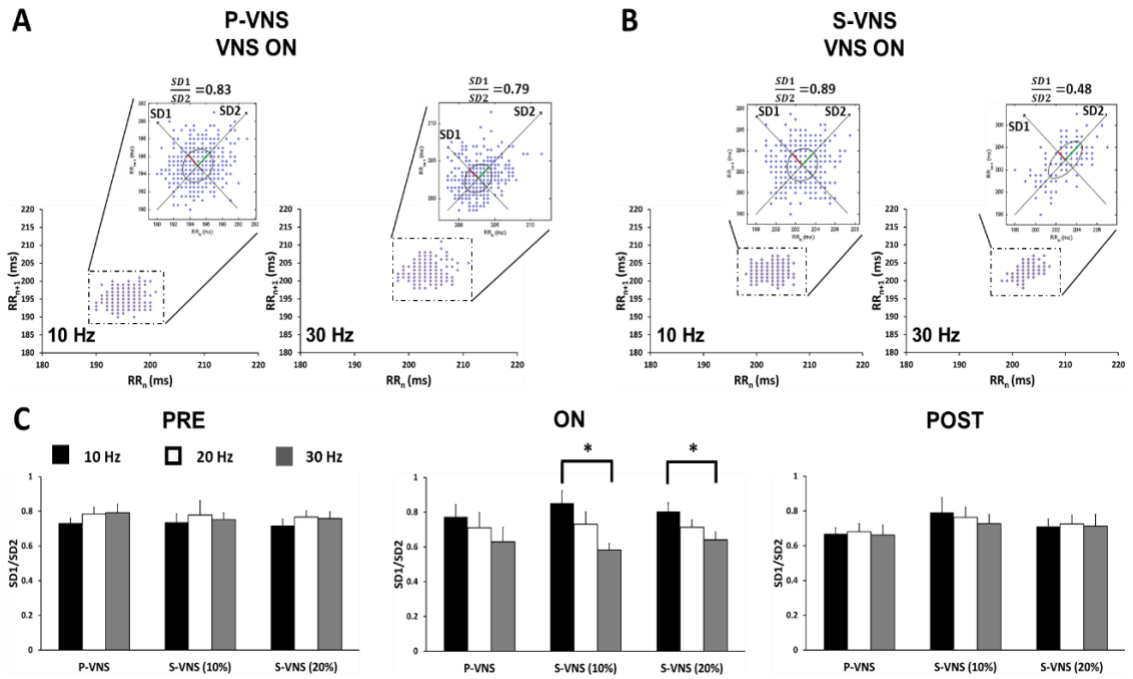 A
P-VNS
VNS ON
B
S-VNS
VNS ON
SD1/SD2 =0.83
SD1/SD2 =0.79
SD1/SD2 =0.89
SD1/SD2 =0.48
SD1 SD2
SD1 SD2
SD1 SD2
SD1 SD2
RRn+1 (ms)
220
215
210
205
200
195
190
185
180
10 Hz
180 190 200 210 220
RRn (ms)
220
215
210
205
200
195
190
185
180
30 Hz
180 190 200 210 220
RRn (ms)
RRn+1 (ms)
220
215
210
205
200
195
190
185
180
10 Hz
180 190 200 210 220
RRn (ms)
RRn+1 (ms)
220
215
210
205
200
195
190
185
180
30 Hz
180 190 200 210 220
RRn (ms)
C
PRE
ON
POST
10 Hz 20 Hz 30 Hz
* *
SD1/SD2
1
0.8
0.6
0.4
0.2
0
P-VNS S-VNS (10%) S-VNS (20%)
SD1/SD2
1
0.8
0.6
0.4
0.2
0
P-VNS S-VNS (10%) S-VNS (20%)
SD1/SD2
1
0.8
0.6
0.4
0.2
0
P-VNS S-VNS (10%) S-VNS (20%)